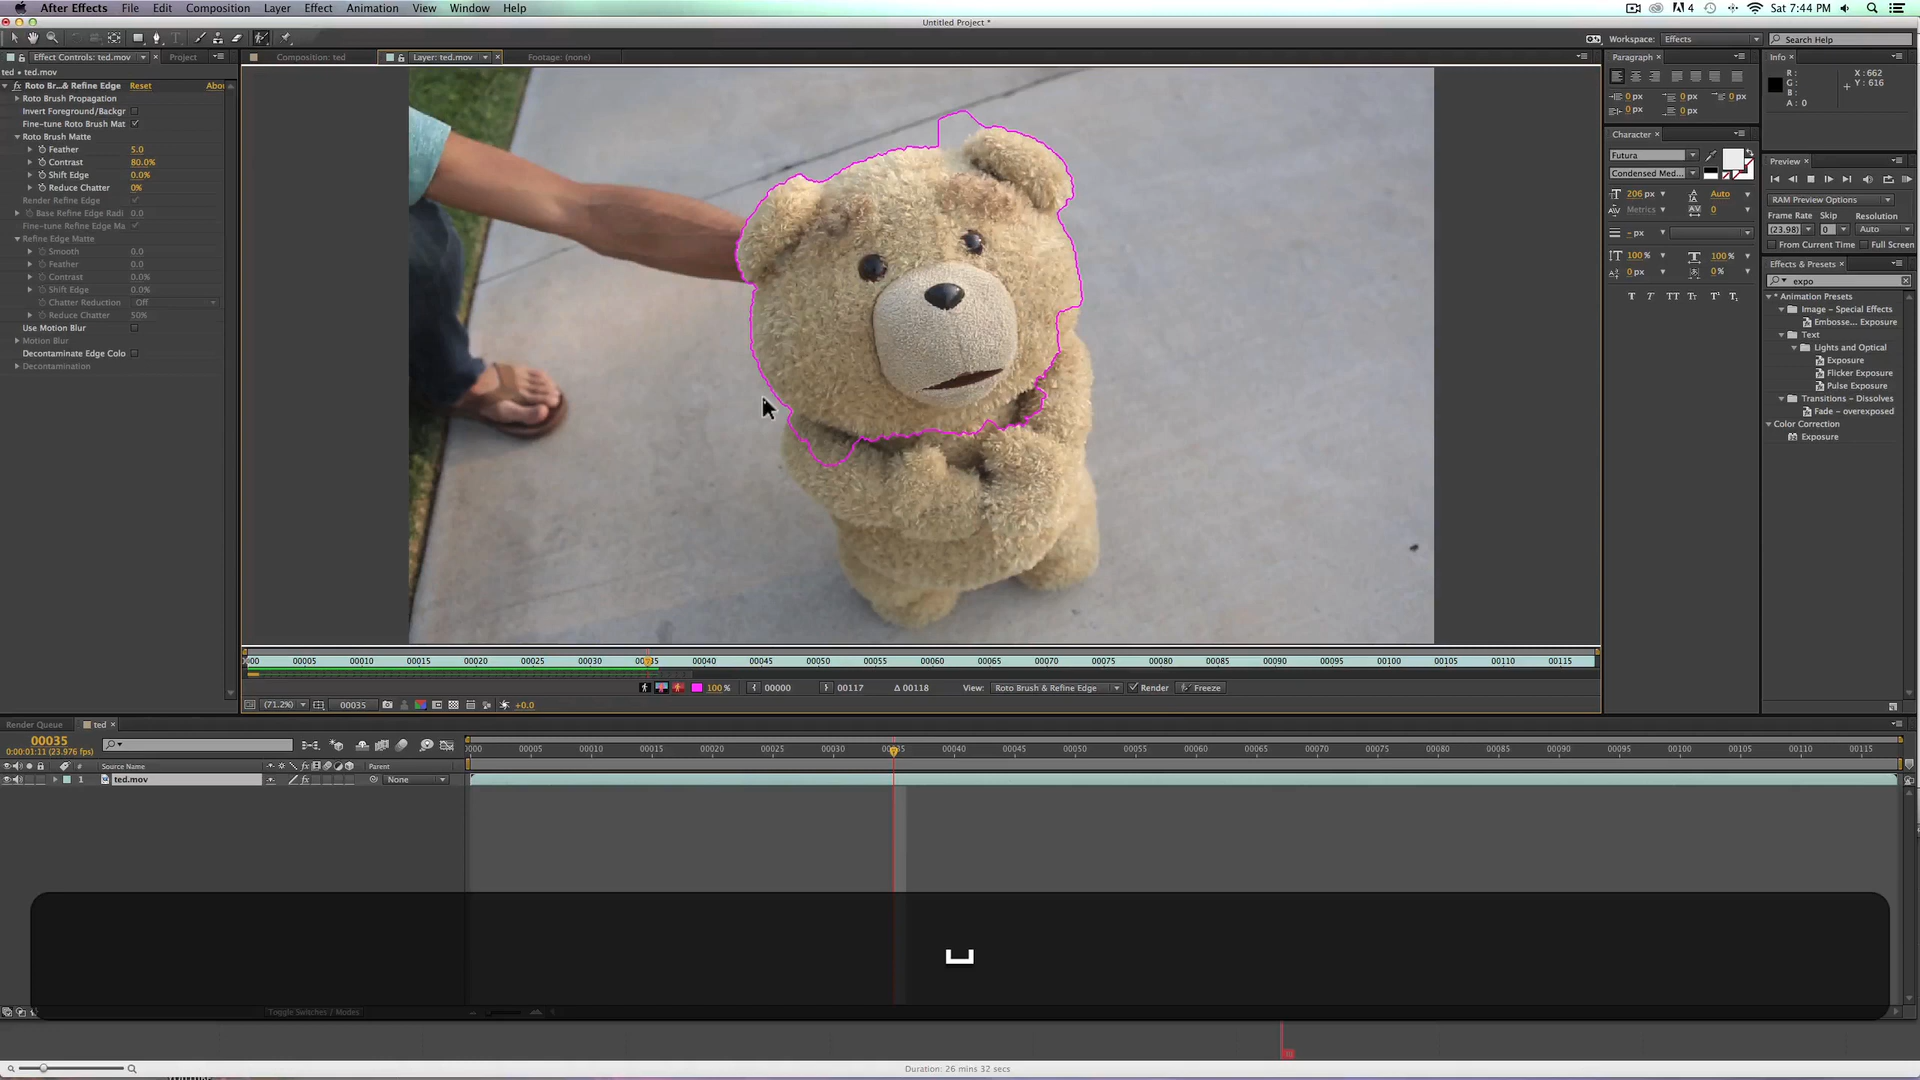 After Effects File Edit Composition Layer Effect Animation View Window Help 4 Sat 7:44 PM
Untitled Project *
Workspace: Effects Search Help
Effect Controls: ted.mov Project Composition: ted Layer: ted.mov Footage: (none) Paragraph Info
ted • ted.mov
fx Roto Br...& Refine Edge Reset Abou
Roto Brush Propagation
Invert Foreground/Backgr
Fine-tune Roto Brush Mat
Roto Brush Matte
Feather 5.0
Contrast 80.0%
Shift Edge 0.0%
Reduce Chatter 0%
Render Refine Edge
Base Refine Edge Radi 0.0
Fine-tune Refine Edge Ma
Refine Edge Matte
Smooth 0.0
Feather 0.0
Contrast 0.0%
Shift Edge 0.0%
Chatter Reduction Off
Reduce Chatter 50%
Use Motion Blur
Motion Blur
Decontaminate Edge Colo
Decontamination
0 px 0 px 0 px
0 px 0 px
Character
Futura
Condensed Med...
206 px Auto
Metrics 0
- px
100% 100%
0 px 0%
T T TT Tr T¹ T₁
R: X: 662
G: Y: 616
B:
A: 0
Preview
RAM Preview Options
Frame Rate Skip Resolution
(23.98) 0 Auto
From Current Time Full Screen
Effects & Presets
expo
* Animation Presets
Image – Special Effects
Embosse... Exposure
Text
Lights and Optical
Exposure
Flicker Exposure
Pulse Exposure
Transitions – Dissolves
Fade – overexposed
Color Correction
Exposure
0000 00005 00010 00015 00020 00025 00030 00035 00040 00045 00050 00055 00060 00065 00070 00075 00080 00085 00090 00095 00100 00105 00110 00115
100 % 00000 00117 Δ 00118 View: Roto Brush & Refine Edge Render Freeze
(71.2%) 00035 +0.0
Render Queue ted
00035
0:00:01:11 (23.976 fps)
0000 00005 00010 00015 00020 00025 00030 00035 00040 00045 00050 00055 00060 00065 00070 00075 00080 00085 00090 00095 00100 00105 00110 00115
# Source Name Parent
1 ted.mov None
Toggle Switches / Modes
Duration: 26 mins 32 secs